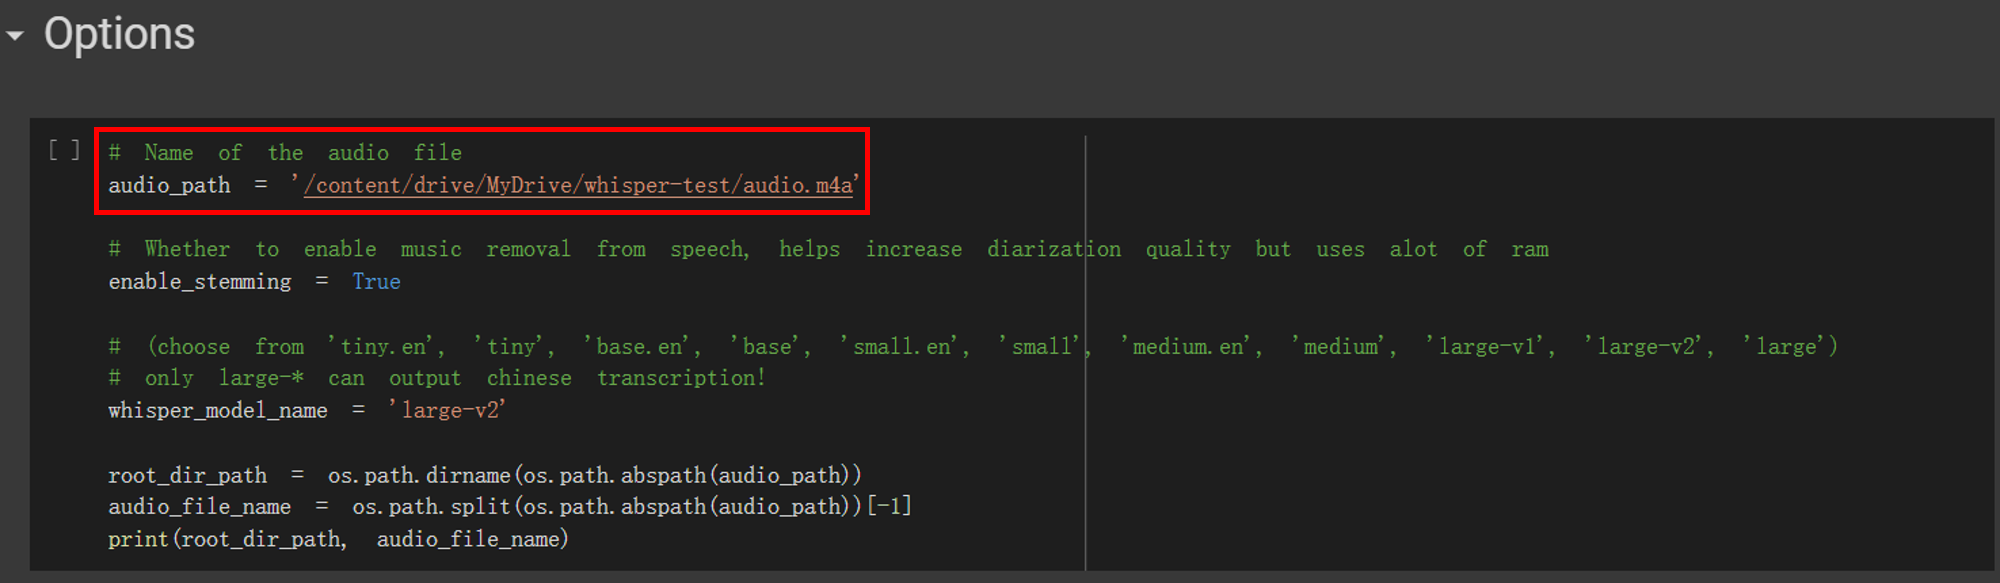 Options
[ ]
# Name of the audio file
audio_path = '/content/drive/MyDrive/whisper-test/audio.m4a'
# Whether to enable music removal from speech, helps increase diarization quality but uses alot of ram
enable_stemming = True
# (choose from 'tiny.en', 'tiny', 'base.en', 'base', 'small.en', 'small', 'medium.en', 'medium', 'large-v1', 'large-v2', 'large')
# only large-* can output chinese transcription!
whisper_model_name = 'large-v2'
root_dir_path = os.path.dirname(os.path.abspath(audio_path))
audio_file_name = os.path.split(os.path.abspath(audio_path))[-1]
print(root_dir_path, audio_file_name)